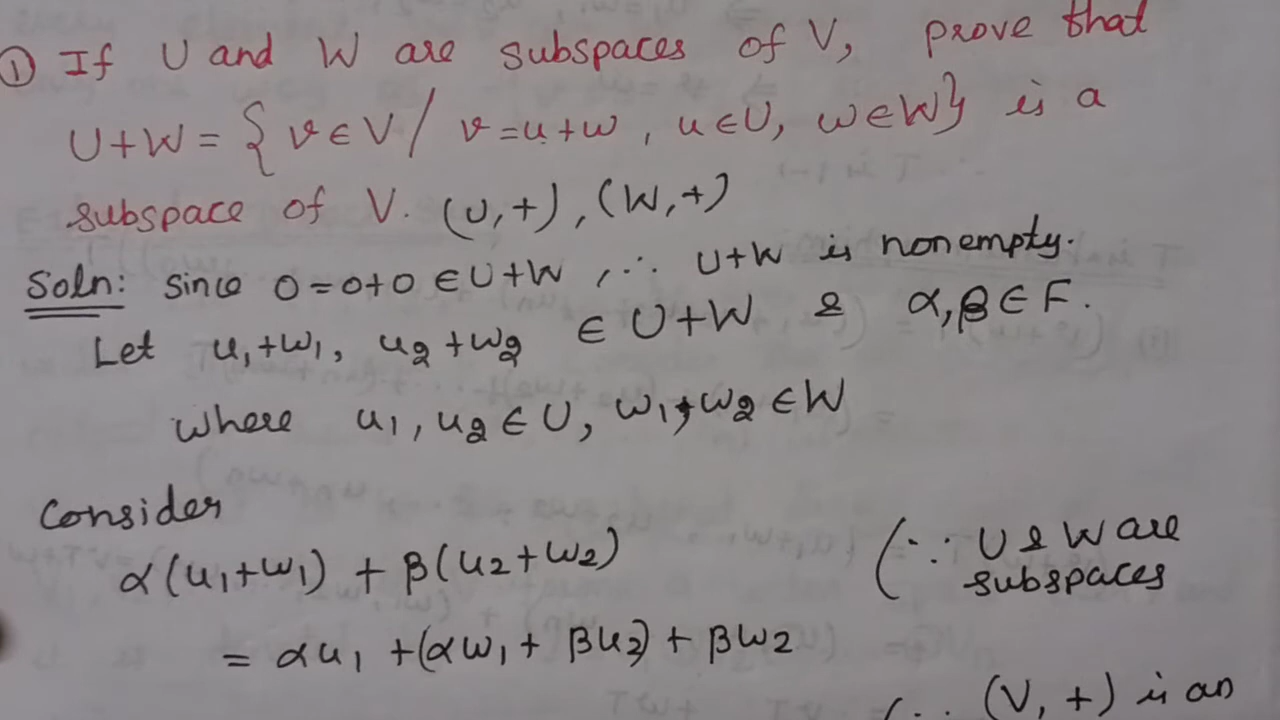 ① If U and W are subspaces of V, prove that
U+W = {v∈V / v=u+w, u∈U, w∈W} is a
subspace of V. (U,+), (W,+)
Soln: Since 0=0+0 ∈U+W, ∴ U+W is nonempty.
Let u₁+w₁, u₂+w₂ ∈ U+W & α,β∈F.
where u₁, u₂∈U, w₁,w₂∈W
Consider
α(u₁+w₁) + β(u₂+w₂) (∵ U & W are
subspaces
= αu₁ +(αw₁+ βu₂)+ βw₂
(∵ (V,+) is an